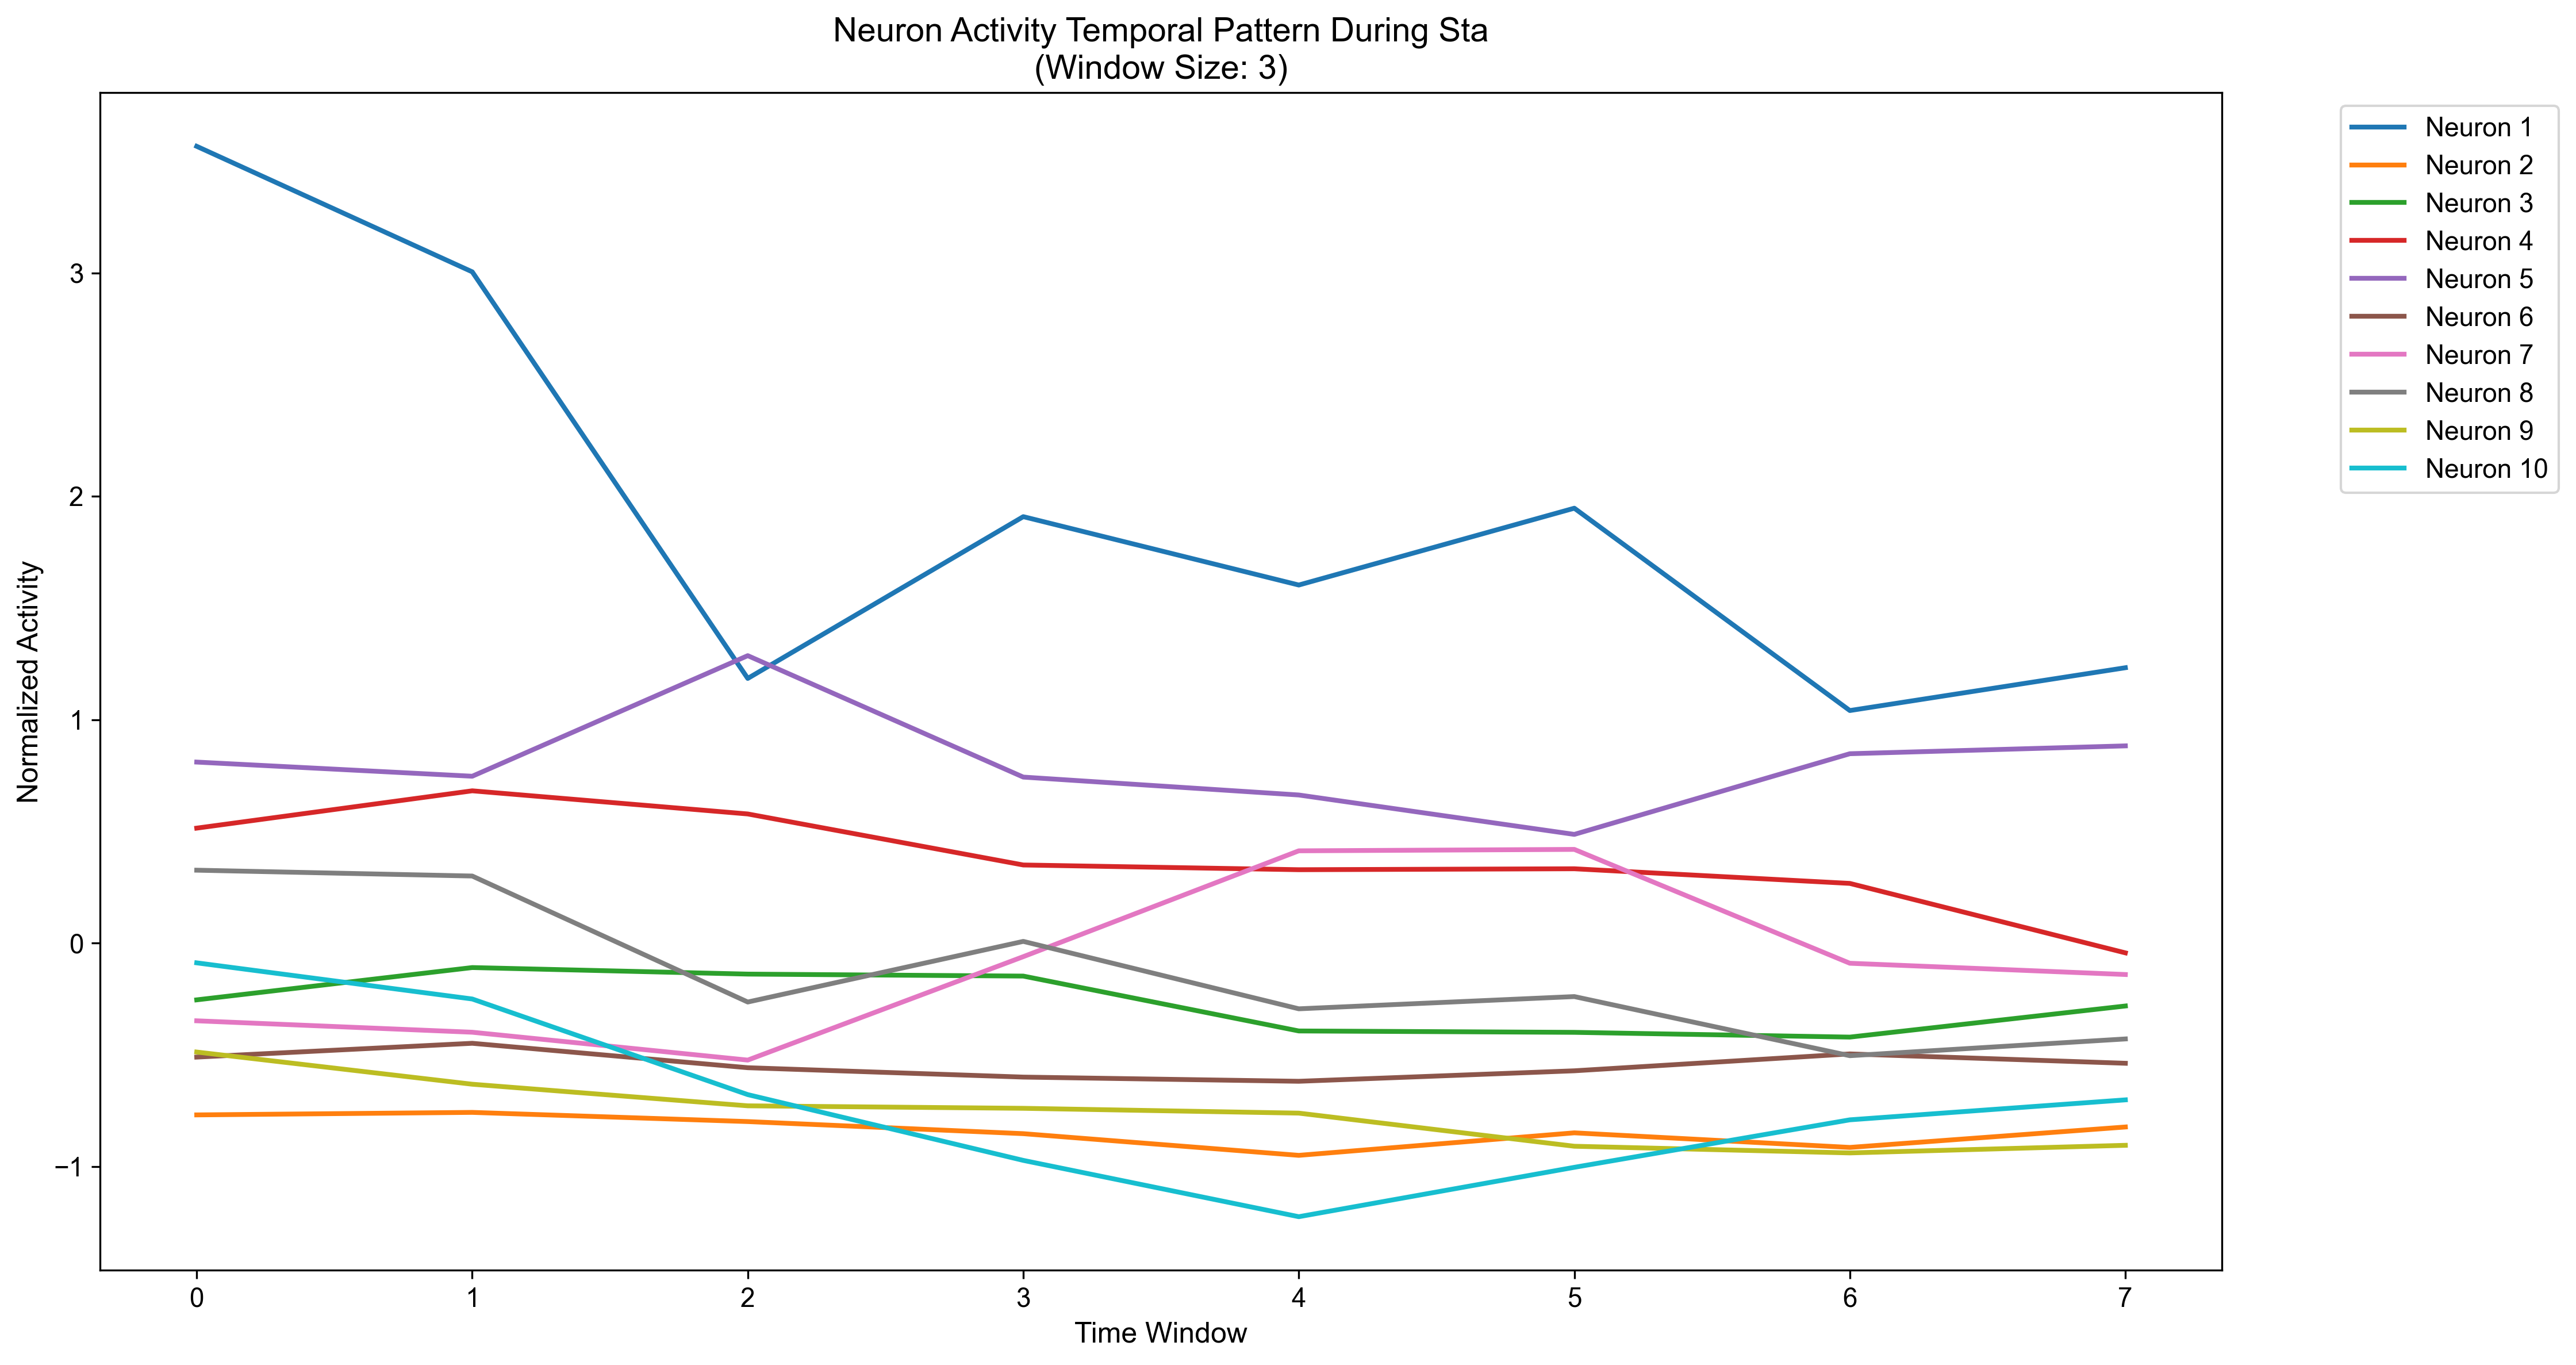 Neuron Activity Temporal Pattern During Sta
(Window Size: 3)
Neuron 1
Neuron 2
Neuron 3
Neuron 4
Neuron 5
Neuron 6
Neuron 7
Neuron 8
Neuron 9
Neuron 10
Normalized Activity
3
2
1
0
−1
0 1 2 3 4 5 6 7
Time Window